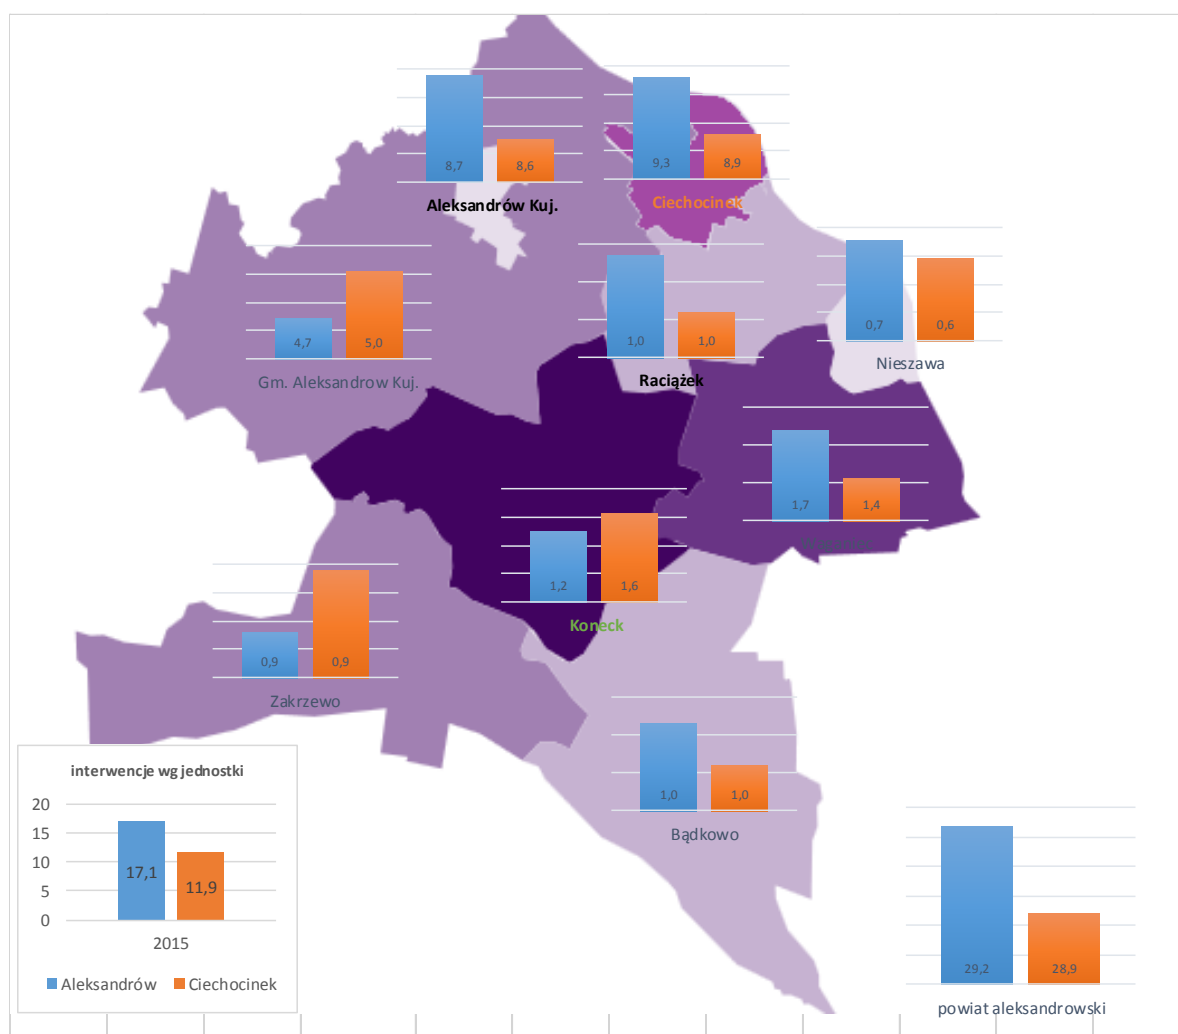 8,7 8,6
Aleksandrów Kuj.
9,3 8,9
Ciechocinek
4,7 5,0
Gm. Aleksandrow Kuj.
1,0 1,0
Raciążek
0,7 0,6
Nieszawa
1,7 1,4
1,2 1,6
Koneck
0,9 0,9
Zakrzewo
1,0 1,0
Bądkowo
interwencje wg jednostki
20
15
10
5
0
17,1 11,9
2015
Aleksandrów Ciechocinek
29,2 28,9
powiat aleksandrowski